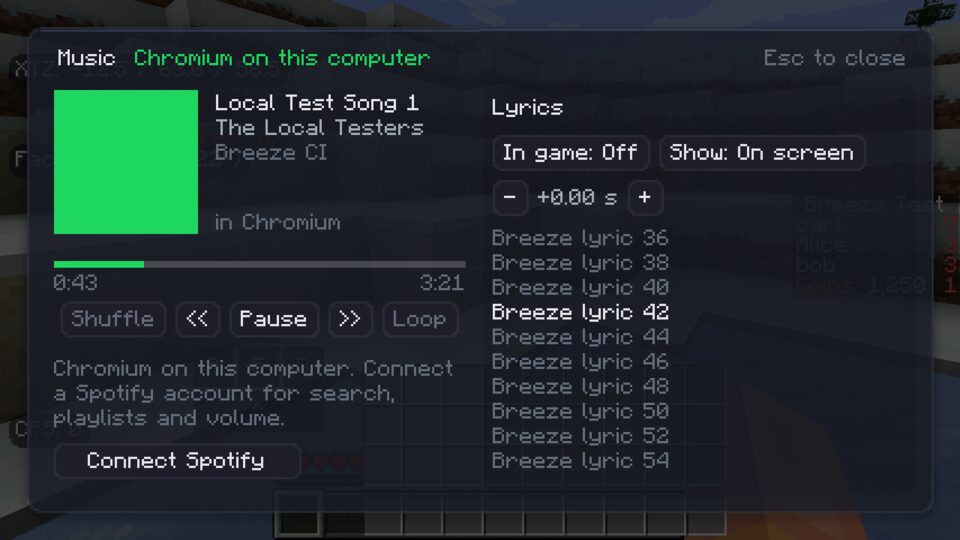 Music Chromium on this computer
Esc to close
Local Test Song 1
The Local Testers
Breeze CI
in Chromium
0:43
3:21
Shuffle
<<
Pause
>>
Loop
Chromium on this computer. Connect
a Spotify account for search,
playlists and volume.
Connect Spotify
Lyrics
In game: Off
Show: On screen
-
+0.00 s
+
Breeze lyric 36
Breeze lyric 38
Breeze lyric 40
Breeze lyric 42
Breeze lyric 44
Breeze lyric 46
Breeze lyric 48
Breeze lyric 50
Breeze lyric 52
Breeze lyric 54
Breeze Test
carl
Alice
bob
Coins: 1,250